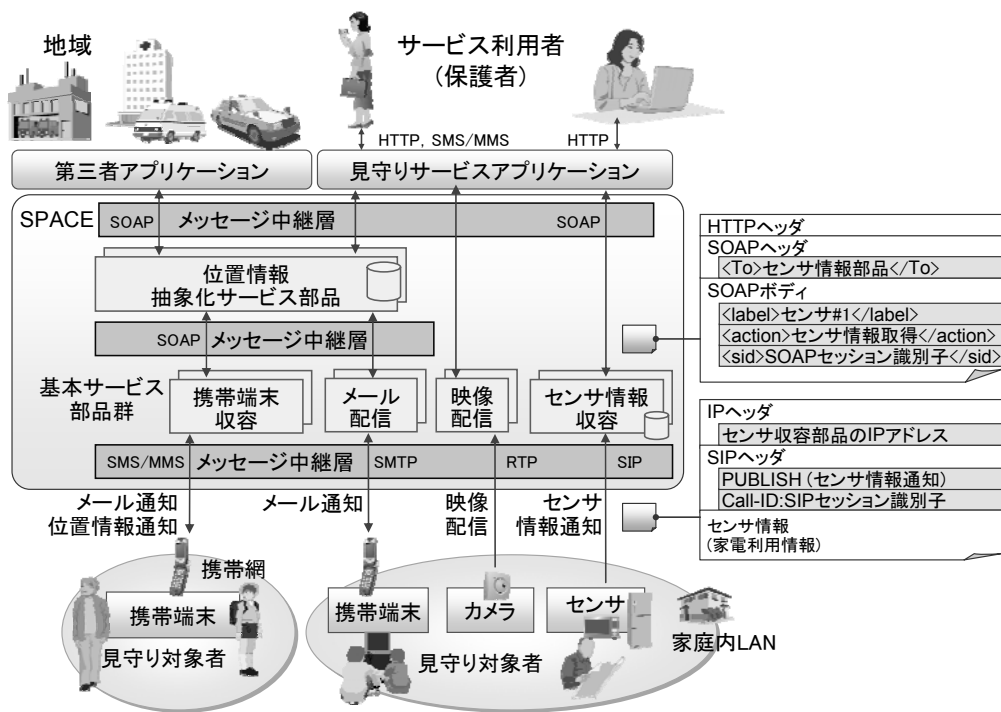 地域
サービス利用者
(保護者)
HTTP, SMS/MMS
HTTP
第三者アプリケーション
見守りサービスアプリケーション
SPACE
SOAP
メッセージ中継層
SOAP
位置情報
抽象化サービス部品
SOAP
メッセージ中継層
基本サービス
部品群
携帯端末
収容
メール
配信
映像
配信
センサ情報
収容
SMS/MMS
メッセージ中継層
SMTP
RTP
SIP
メール通知
位置情報通知
メール通知
映像
配信
センサ
情報通知
携帯網
携帯端末
見守り対象者
携帯端末
カメラ
センサ
見守り対象者
家庭内LAN
HTTPヘッダ
SOAPヘッダ
<To>センサ情報部品</To>
SOAPボディ
<label>センサ#1</label>
<action>センサ情報取得</action>
<sid>SOAPセッション識別子</sid>
IPヘッダ
センサ収容部品のIPアドレス
SIPヘッダ
PUBLISH (センサ情報通知)
Call-ID:SIPセッション識別子
センサ情報
(家電利用情報)